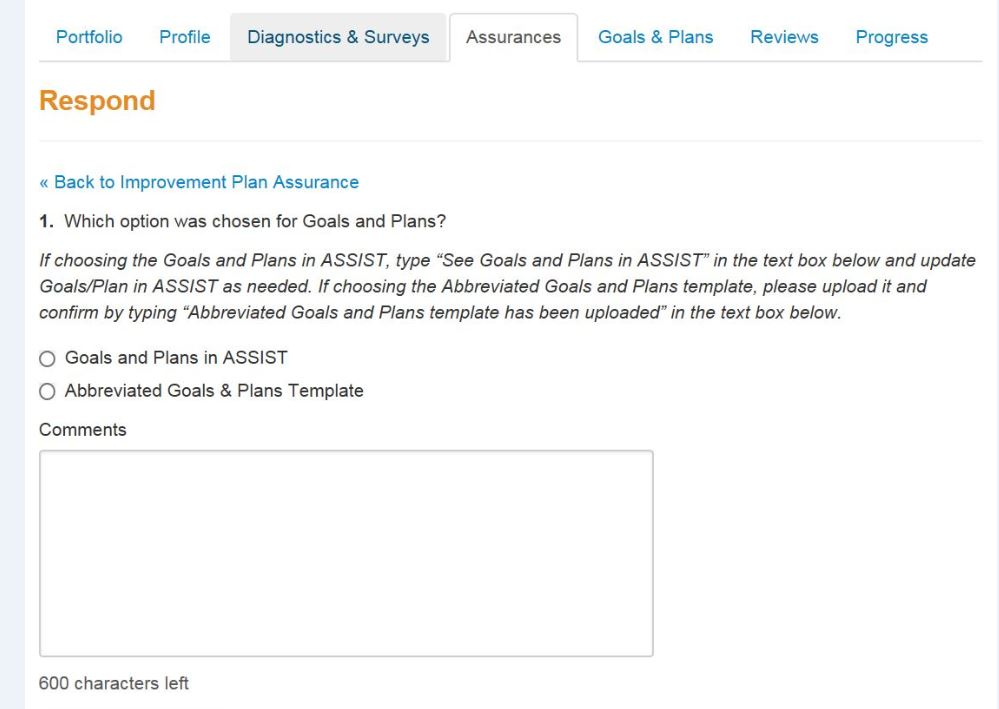 Portfolio Profile Diagnostics & Surveys Assurances Goals & Plans Reviews Progress
Respond
« Back to Improvement Plan Assurance
1. Which option was chosen for Goals and Plans?
If choosing the Goals and Plans in ASSIST, type “See Goals and Plans in ASSIST” in the text box below and update
Goals/Plan in ASSIST as needed. If choosing the Abbreviated Goals and Plans template, please upload it and
confirm by typing “Abbreviated Goals and Plans template has been uploaded” in the text box below.
Goals and Plans in ASSIST
Abbreviated Goals & Plans Template
Comments
600 characters left